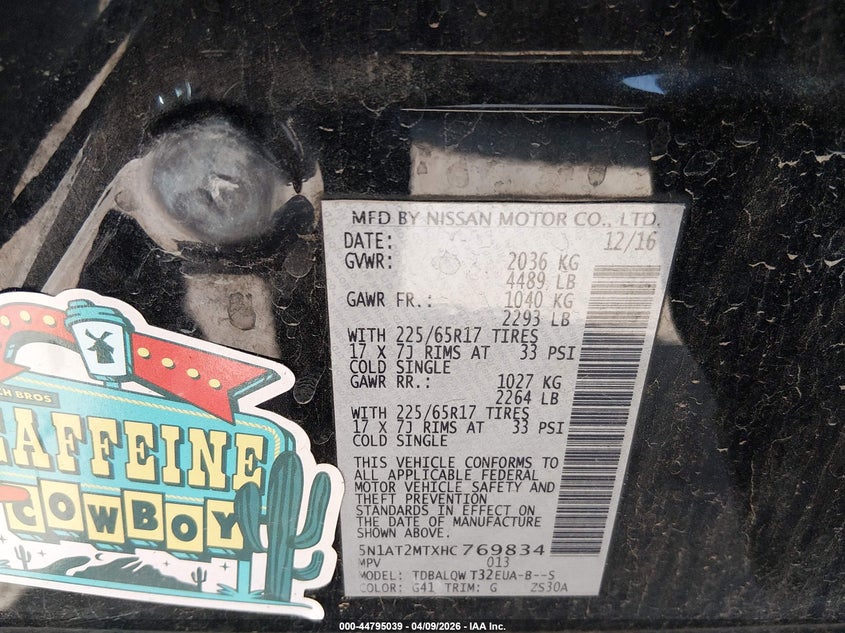 MFD BY NISSAN MOTOR CO., LTD.
DATE: 12/16
GVWR: 2036 KG
4489 LB
GAWR FR.: 1040 KG
2293 LB
WITH 225/65R17 TIRES
17 X 7J RIMS AT 33 PSI
COLD SINGLE
GAWR RR.: 1027 KG
2264 LB
WITH 225/65R17 TIRES
17 X 7J RIMS AT 33 PSI
COLD SINGLE
THIS VEHICLE CONFORMS TO
ALL APPLICABLE FEDERAL
MOTOR VEHICLE SAFETY AND
THEFT PREVENTION
STANDARDS IN EFFECT ON
THE DATE OF MANUFACTURE
SHOWN ABOVE.
5N1AT2MTXHC 769834
MPV 013
MODEL: TDBALQW T32EUA-B--S
COLOR: G41 TRIM: G 2S30A
BROS
CAFFEINE
COWBOY
000-44795039 - 04/09/2026 - IAA Inc.